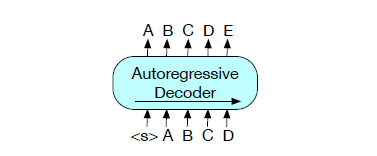 A B C D E
Autoregressive
Decoder
<s> A B C D